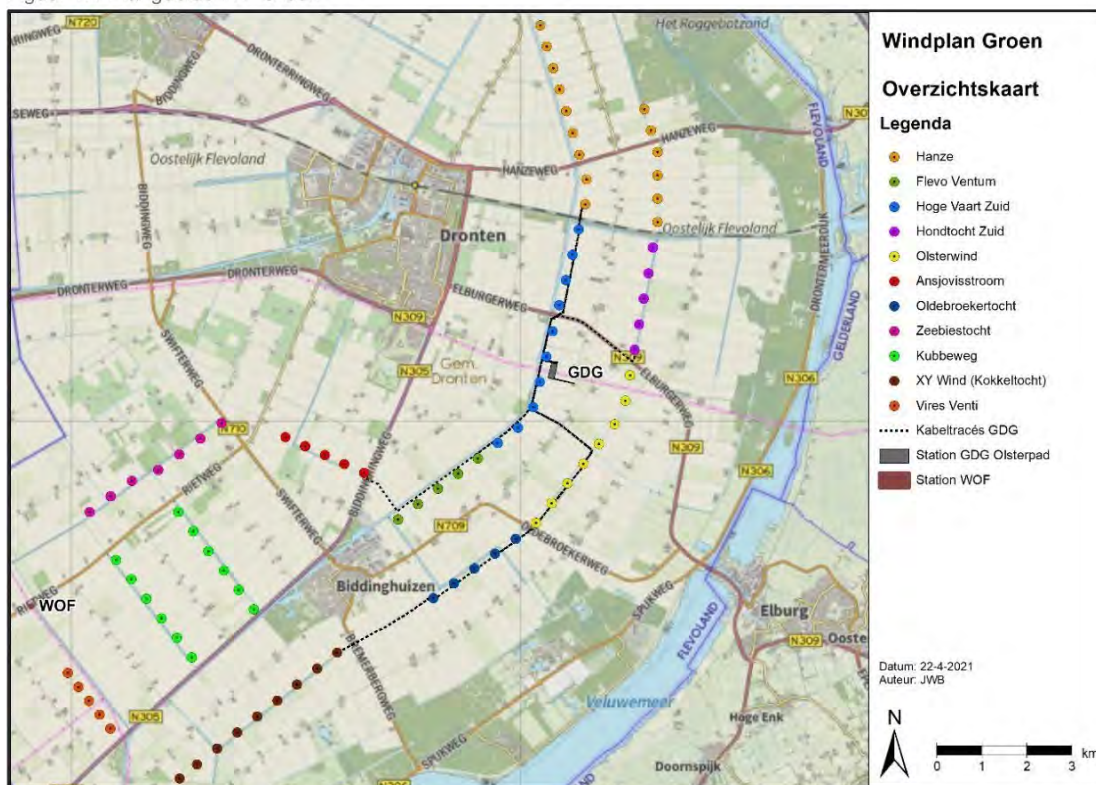 N720
BIDDINGWEG
DRONTERRINGWEG
Het Roggebotzand
FLEVOLAND
HANZEWEG
Oostelijk Flevoland
HANZEWEG
BIDDINGWEG
Dronten
Oostelijk Flevoland
DRONTERMEERDIJK
GELDERLAND
DRONTERWEG
DRONTERWEG
ELBURGERWEG
N309
SWIFTERWEG
N305
Gem.
Dronten
GDG
ELBURGERWEG
N306
N710
RIETWEG
BIDDINGWEG
N309
N306
SWIFTERWEG
N709
OLDEBROEKERWEG
Biddinghuizen
WOF
RIETWEG
SPIJKWEG
FLEVOLAND
Elburg
N309
BREMERBERGWEG
N305
Veluwemeer
Hoge Enk
SPIJKWEG
Doornspijk
Windplan Groen
Overzichtskaart
Legenda
Hanze
Flevo Ventum
Hoge Vaart Zuid
Hondtocht Zuid
Olsterwind
Ansjovisstroom
Oldebroekertocht
Zeebiestocht
Kubbeweg
XY Wind (Kokkeltocht)
Vires Venti
Kabeltracés GDG
Station GDG Olsterpad
Station WOF
Datum: 22-4-2021
Auteur: JWB
N
0 1 2 3
km